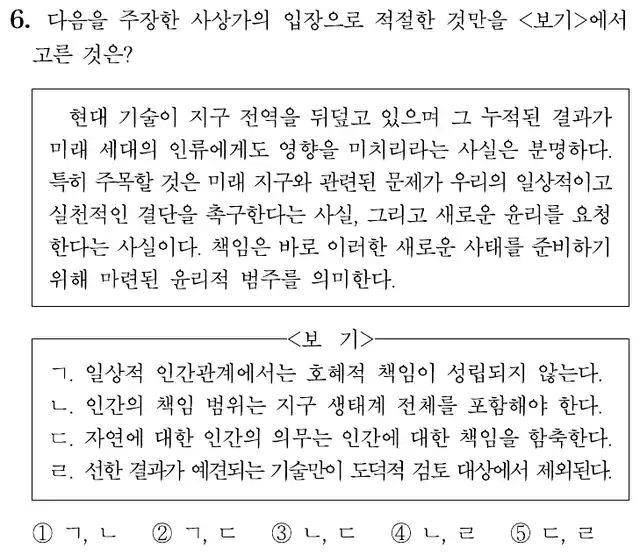 6. 다음을 주장한 사상가의 입장으로 적절한 것만을 <보기>에서
고른 것은?
현대 기술이 지구 전역을 뒤덮고 있으며 그 누적된 결과가
미래 세대의 인류에게도 영향을 미치리라는 사실은 분명하다.
특히 주목할 것은 미래 지구와 관련된 문제가 우리의 일상적이고
실천적인 결단을 촉구한다는 사실, 그리고 새로운 윤리를 요청
한다는 사실이다. 책임은 바로 이러한 새로운 사태를 준비하기
위해 마련된 윤리적 범주를 의미한다.
<보 기>
ㄱ. 일상적 인간관계에서는 호혜적 책임이 성립되지 않는다.
ㄴ. 인간의 책임 범위는 지구 생태계 전체를 포함해야 한다.
ㄷ. 자연에 대한 인간의 의무는 인간에 대한 책임을 함축한다.
ㄹ. 선한 결과가 예견되는 기술만이 도덕적 검토 대상에서 제외된다.
① ㄱ, ㄴ ② ㄱ, ㄷ ③ ㄴ, ㄷ ④ ㄴ, ㄹ ⑤ ㄷ, ㄹ